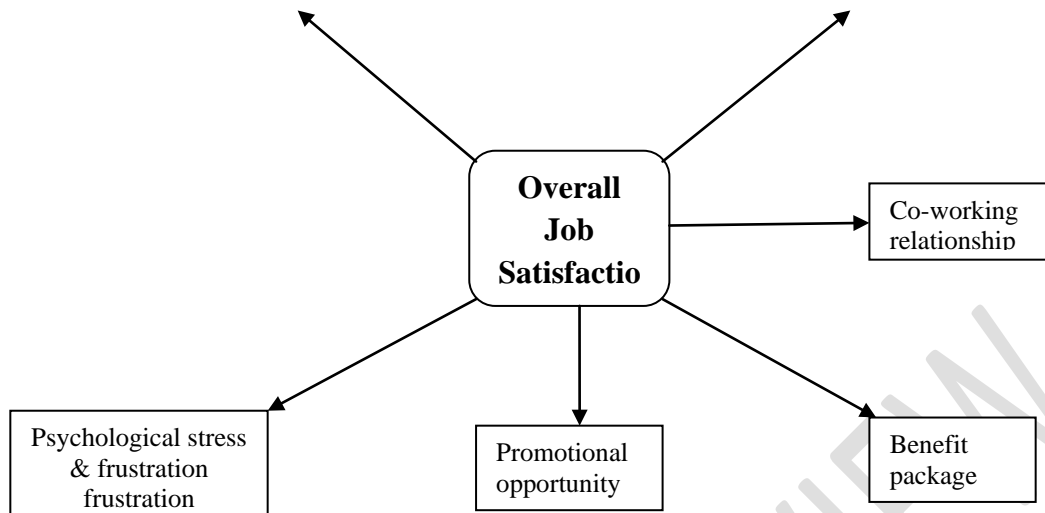 Overall
Job
Satisfactio
Co-working
relationship
Psychological stress
& frustration
frustration
Promotional
opportunity
Benefit
package